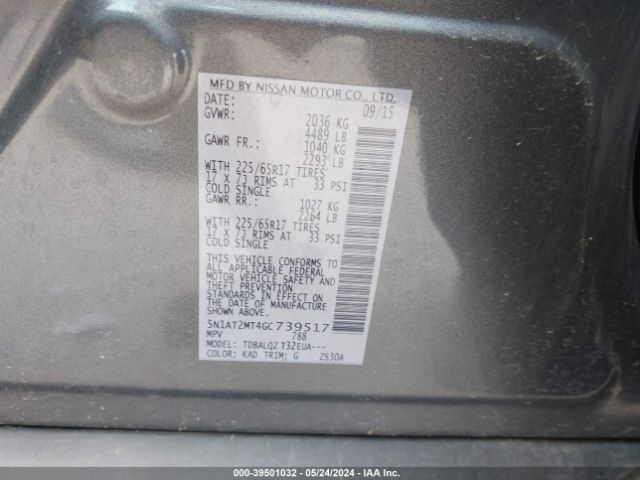 MFD BY NISSAN MOTOR CO., LTD.
DATE: 09/15
GVWR: 2036 KG
4489 LB
GAWR FR.: 1040 KG
2293 LB
WITH 225/65R17 TIRES
17 X 7J RIMS AT 33 PSI
COLD SINGLE
GAWR RR.: 1027 KG
2264 LB
WITH 225/65R17 TIRES
17 X 7J RIMS AT 33 PSI
COLD SINGLE
THIS VEHICLE CONFORMS TO
ALL APPLICABLE FEDERAL
MOTOR VEHICLE SAFETY AND
THEFT PREVENTION
STANDARDS IN EFFECT ON
THE DATE OF MANUFACTURE
SHOWN ABOVE.
5N1AT2MT4GC739517
MPV 788
MODEL: TDBALQZ T32EUA---
COLOR: KAD TRIM; G 2S30A
000-39501032 - 05/24/2024 - IAA Inc.